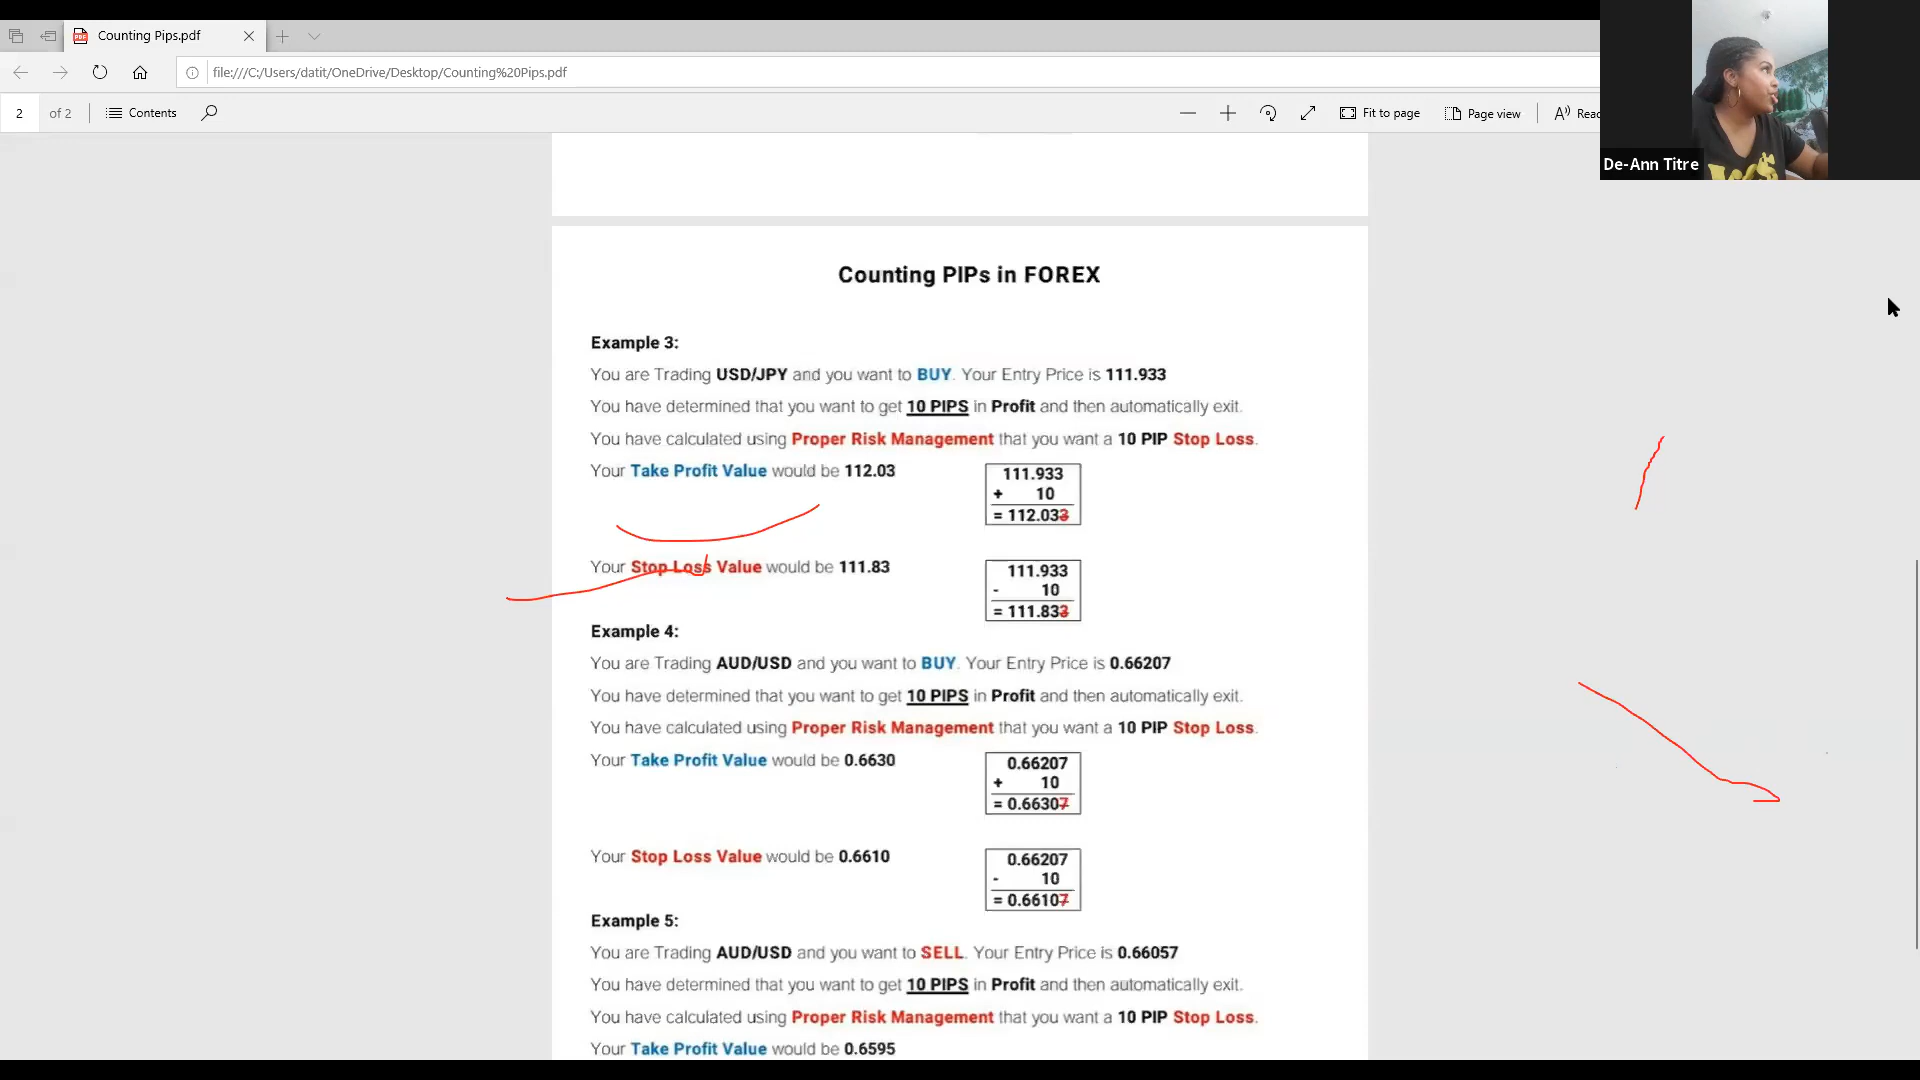 Counting Pips.pdf
file:///C:/Users/datit/OneDrive/Desktop/Counting%20Pips.pdf
2 of 2 Contents Fit to page Page view
De-Ann Titre
Counting PIPs in FOREX
Example 3:
You are Trading USD/JPY and you want to BUY. Your Entry Price is 111.933
You have determined that you want to get 10 PIPS in Profit and then automatically exit.
You have calculated using Proper Risk Management that you want a 10 PIP Stop Loss.
Your Take Profit Value would be 112.03
111.933
+ 10
= 112.033
Your Stop Loss Value would be 111.83
111.933
- 10
= 111.833
Example 4:
You are Trading AUD/USD and you want to BUY. Your Entry Price is 0.66207
You have determined that you want to get 10 PIPS in Profit and then automatically exit.
You have calculated using Proper Risk Management that you want a 10 PIP Stop Loss.
Your Take Profit Value would be 0.6630
0.66207
+ 10
= 0.66307
Your Stop Loss Value would be 0.6610
0.66207
- 10
= 0.66107
Example 5:
You are Trading AUD/USD and you want to SELL. Your Entry Price is 0.66057
You have determined that you want to get 10 PIPS in Profit and then automatically exit.
You have calculated using Proper Risk Management that you want a 10 PIP Stop Loss.
Your Take Profit Value would be 0.6595